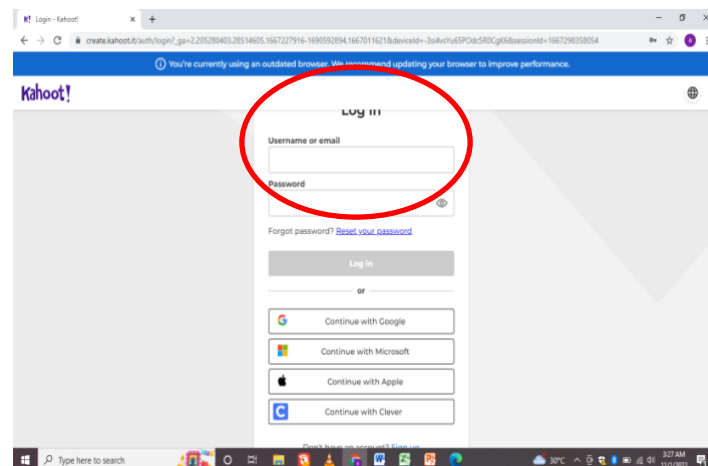 K! Login - Kahoot!
create.kahoot.it/auth/login?_ga=2.205280403.28514605.1667227916-1690592894.1667011621&deviceId=-3si4vsYu65POdc5R0CgK6&sessionId=1667298358054
You're currently using an outdated browser. We recommend updating your browser to improve performance.
Kahoot!
Log in
Username or email
Password
Forgot password? Reset your password
Log in
or
Continue with Google
Continue with Microsoft
Continue with Apple
C Continue with Clever
Don't have an account? Sign up
Type here to search
30°C
3:27 AM